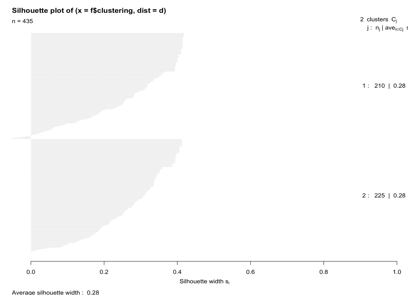 Silhouette plot of (x = f$clustering, dist = d)
n = 435
2 clusters Cj
j : nj | avei∈Cj s
1 : 210 | 0.28
2 : 225 | 0.28
0.0 0.2 0.4 0.6 0.8 1.0
Silhouette width si
Average silhouette width : 0.28